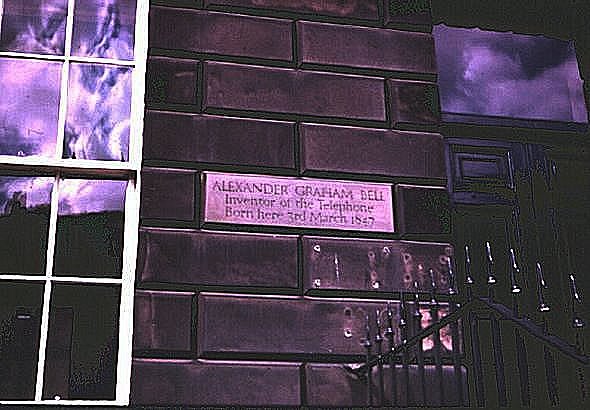 ALEXANDER GRAHAM BELL
Inventor of the Telephone
Born here 3rd March 1847